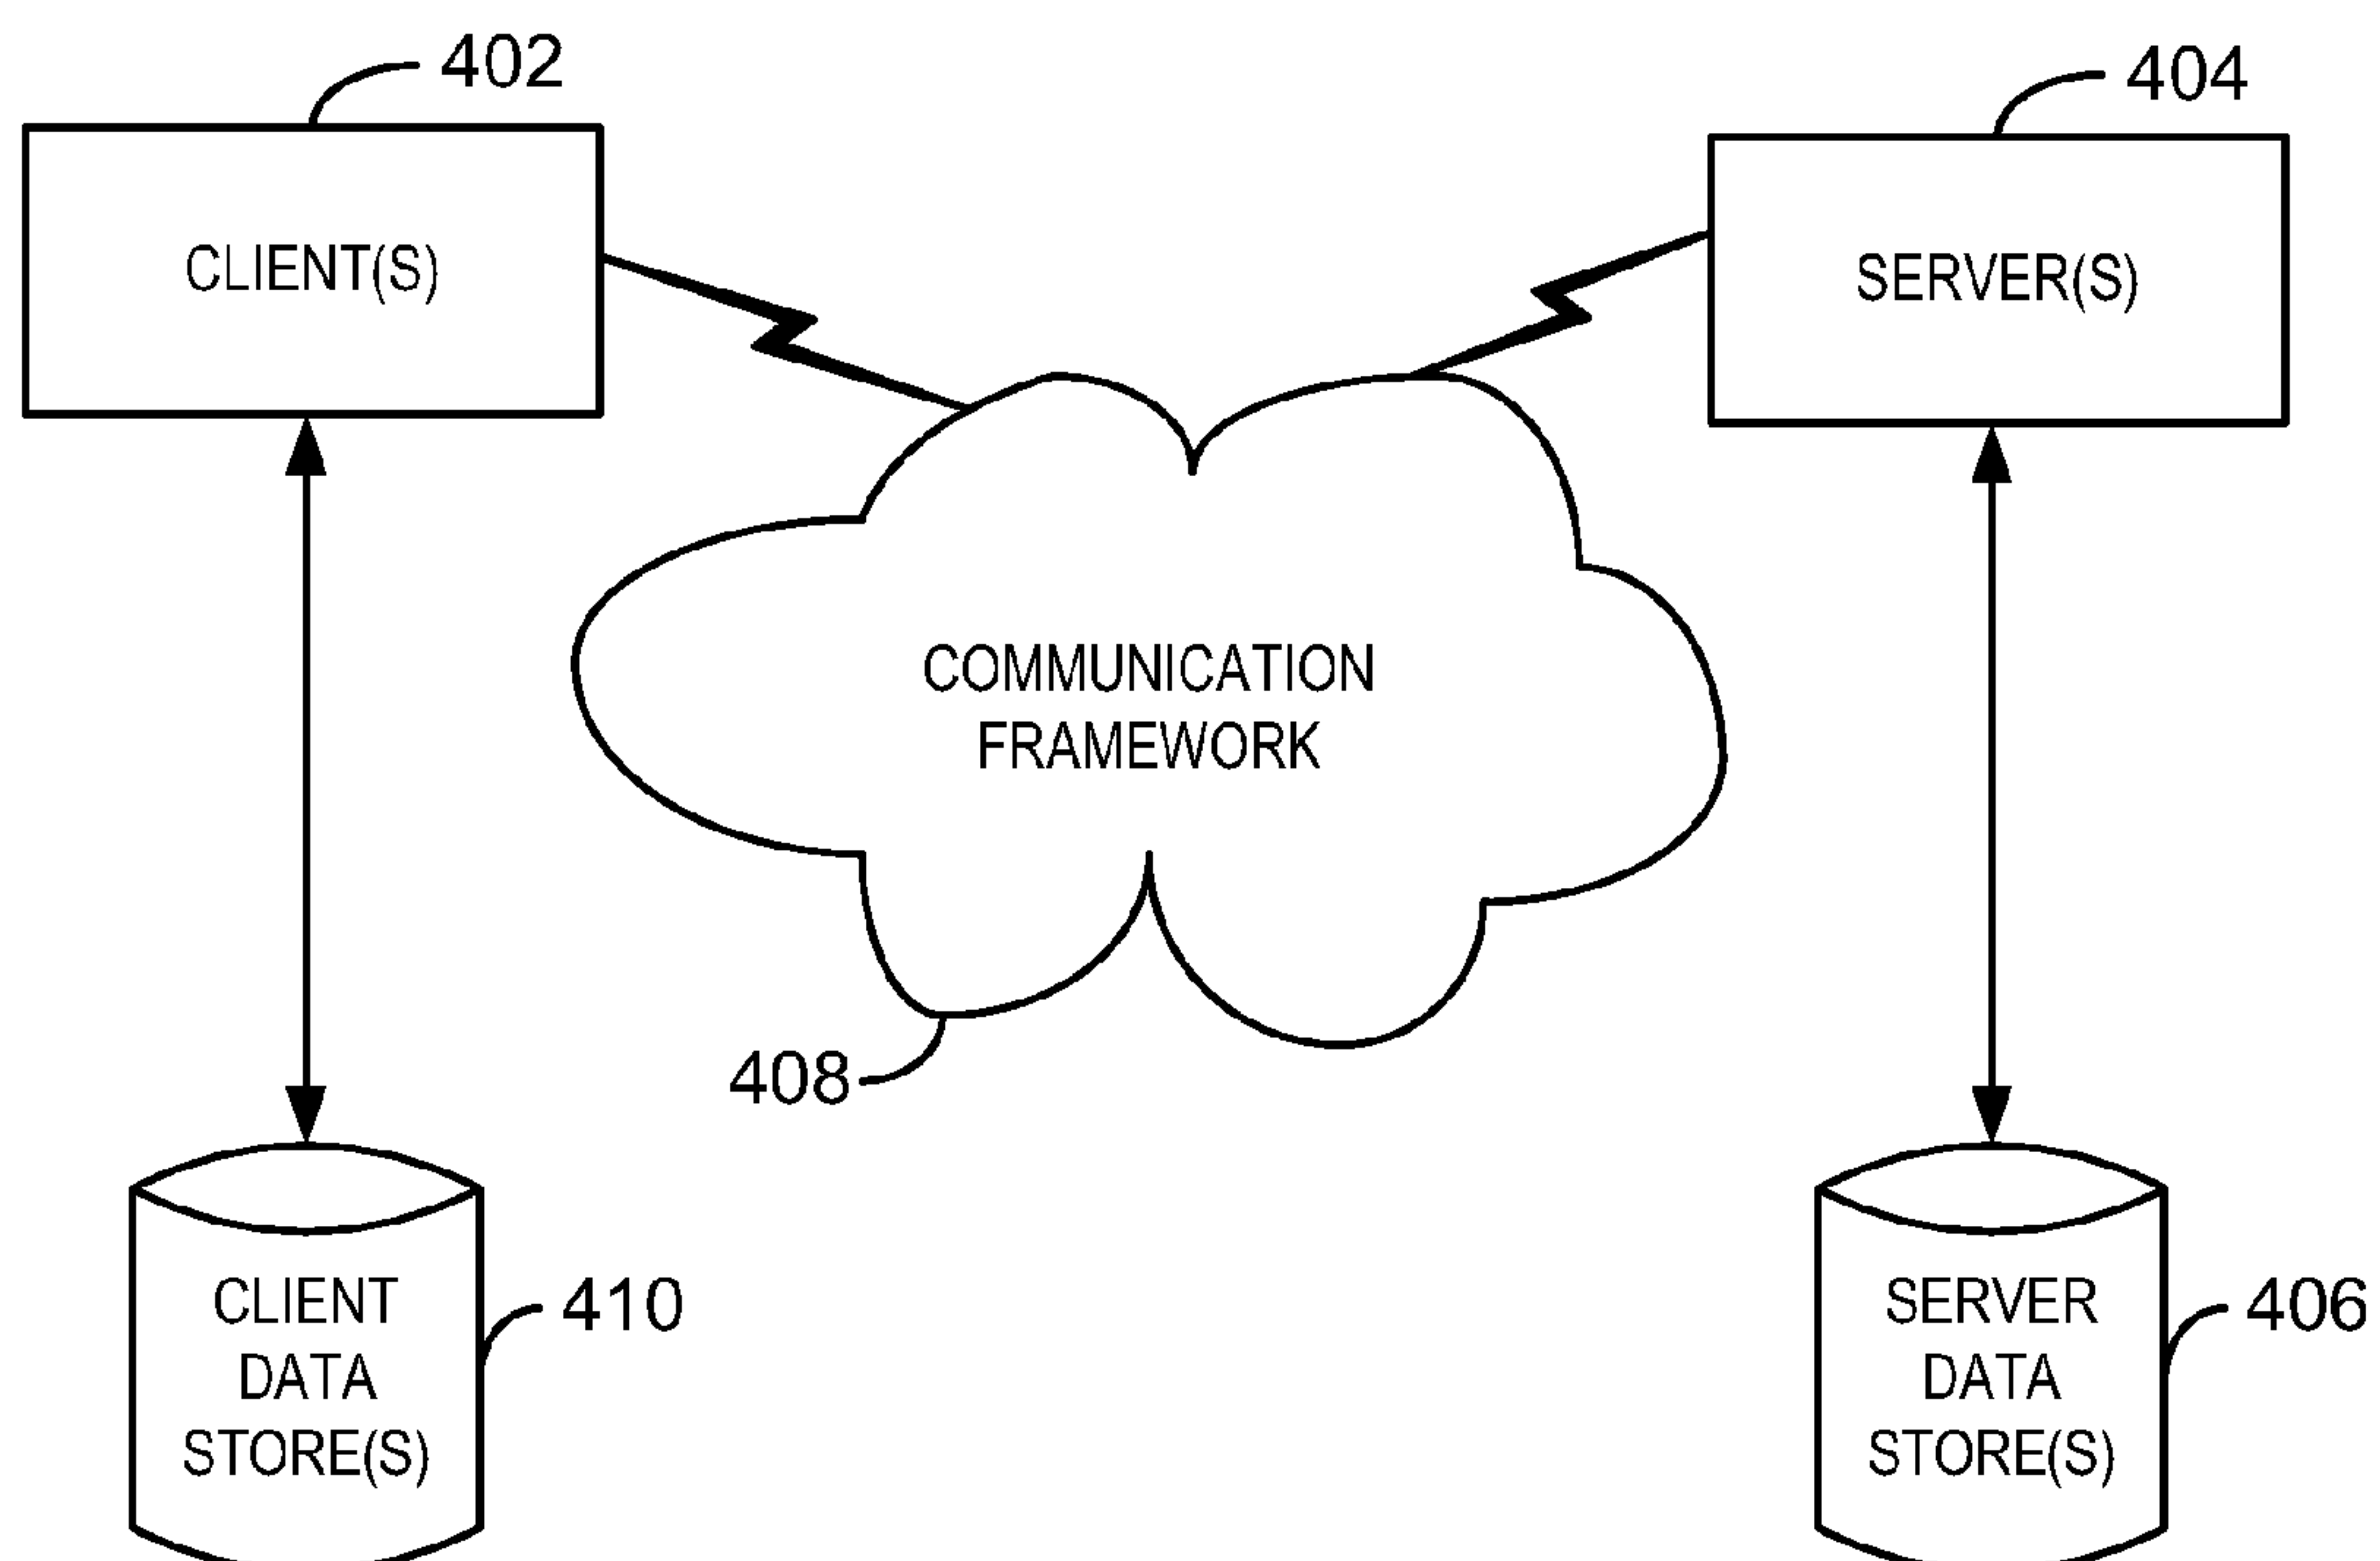 402
404
CLIENT(S)
SERVER(S)
COMMUNICATION
FRAMEWORK
408
CLIENT
DATA
STORE(S)
410
SERVER
DATA
STORE(S)
406